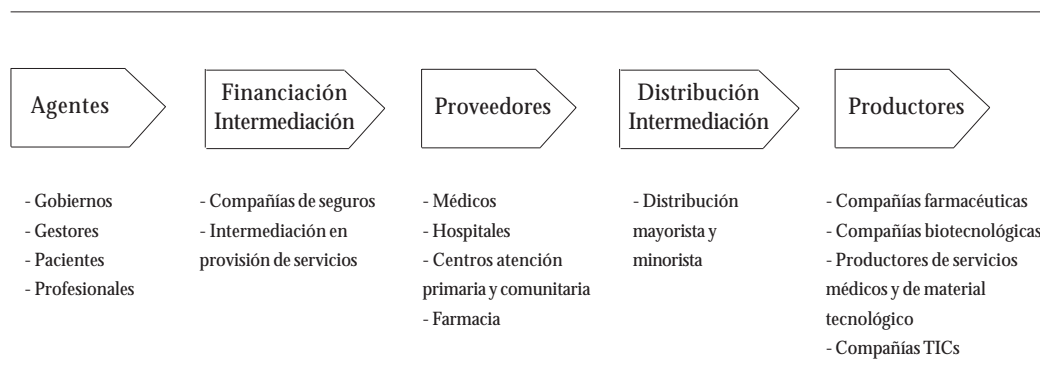 Agentes
Financiación
Intermediación
Proveedores
Distribución
Intermediación
Productores
- Gobiernos
- Gestores
- Pacientes
- Profesionales
- Compañías de seguros
- Intermediación en
provisión de servicios
- Médicos
- Hospitales
- Centros atención
primaria y comunitaria
- Farmacia
- Distribución
mayorista y
minorista
- Compañías farmacéuticas
- Compañías biotecnológicas
- Productores de servicios
médicos y de material
tecnológico
- Compañías TICs